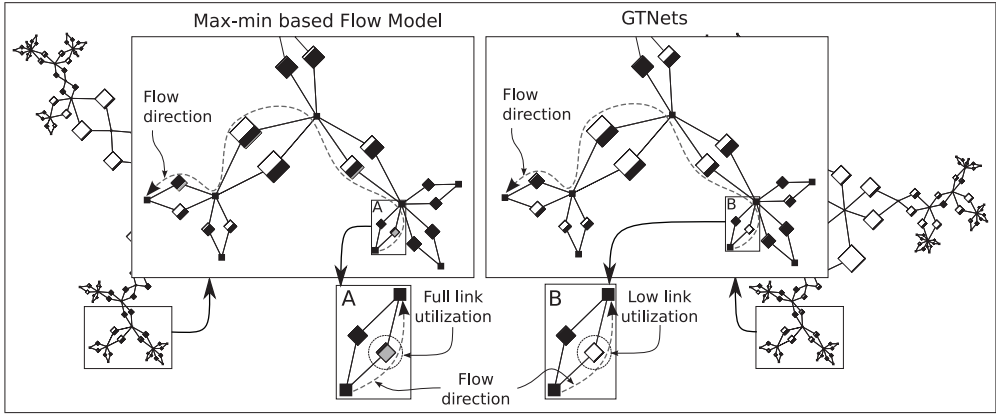 Max-min based Flow Model
GTNets
Flow
direction
A
Flow
direction
B
A
Full link
utilization
B
Low link
utilization
Flow
direction